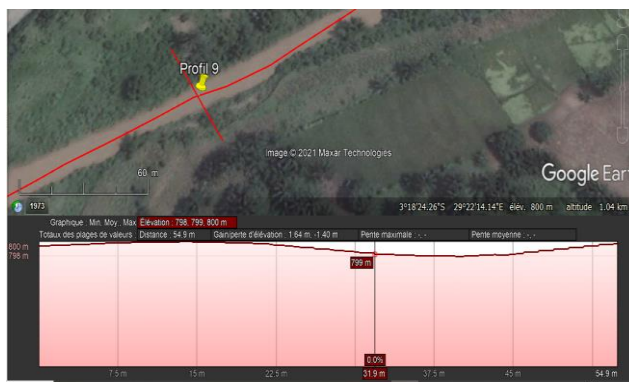 Profil 9
60 m
image © 2021 Maxar Technologies
Google Eart
1973
3°18'24.26"S 29°22'14.14"E élév. 800 m altitude 1.04 km
Graphique : Min. Moy., Max. Élévation : 798, 799, 800 m
Totaux des plages de valeurs : Distance : 54.9 m Gain/perte d'élévation : 1.64 m, -1.40 m Pente maximale : -, - Pente moyenne : -, -
800 m
798 m
799 m
0.0%
7.5 m 15 m 22.5 m 31.9 m 37.5 m 45 m 54.9 m